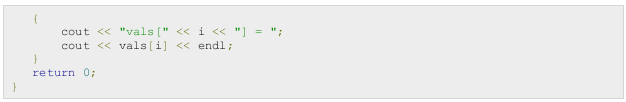 {
cout << "vals[" << i << "] = ";
cout << vals[i] << endl;
}
return 0;
}